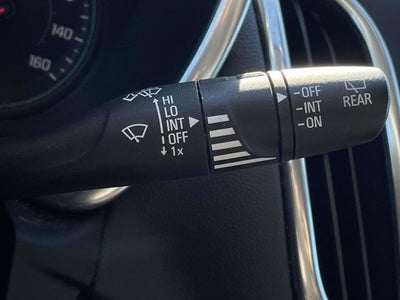 140
160
HI
LO
INT
OFF
1x
-OFF
-INT
-ON
REAR